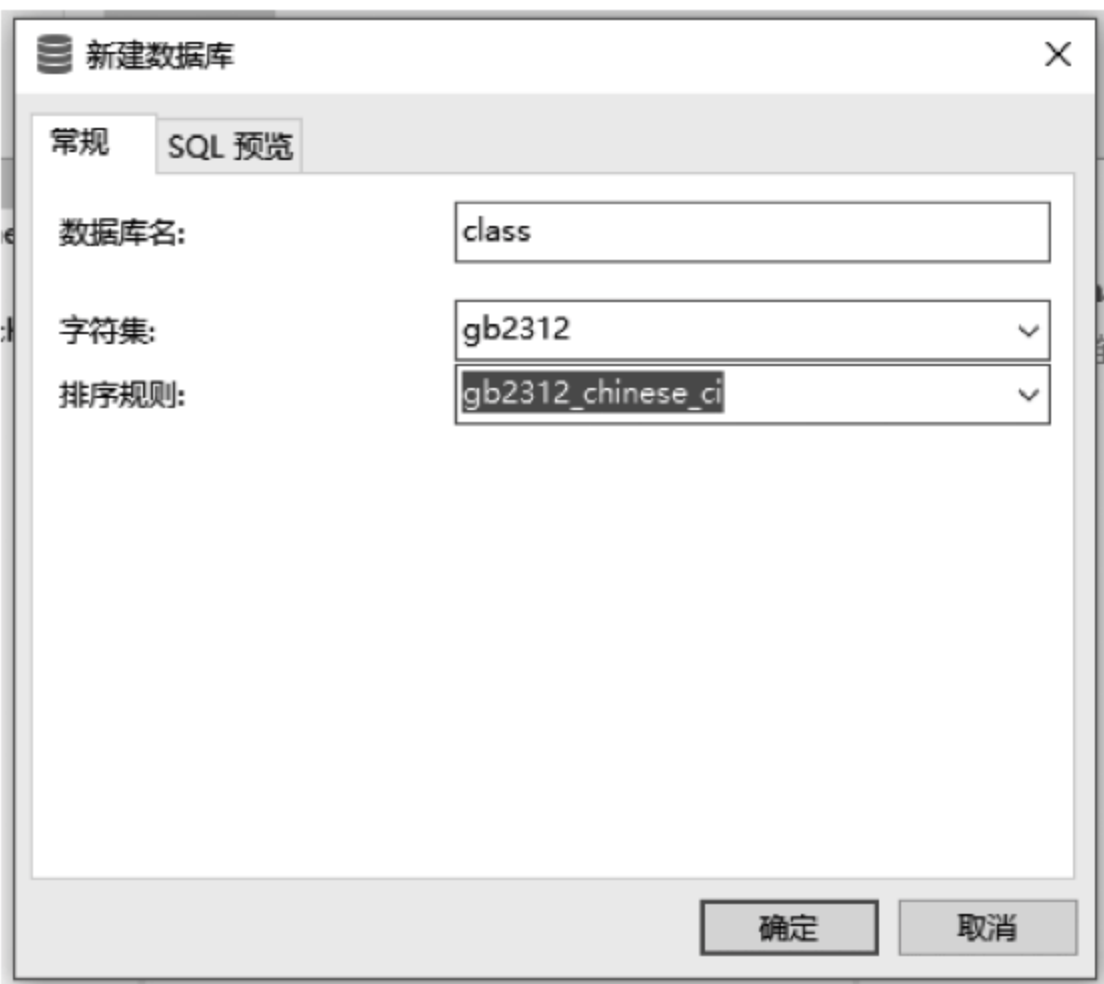 新建数据库
常规
SQL 预览
数据库名:
class
字符集:
gb2312
排序规则:
gb2312_chinese_ci
确定
取消